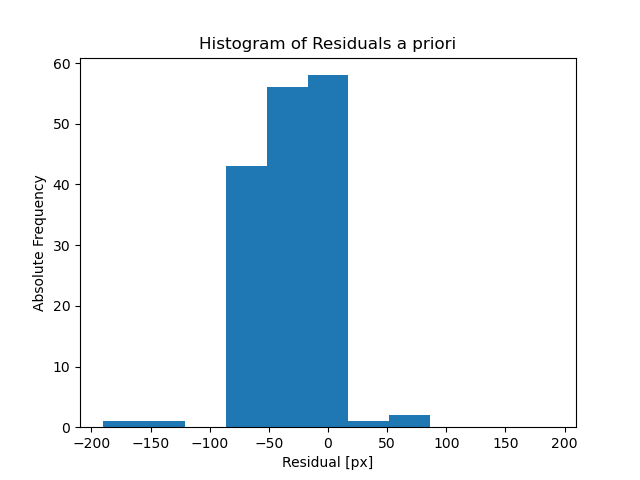 Histogram of Residuals a priori
60
50
40
30
20
10
0
Absolute Frequency
−200 −150 −100 −50 0 50 100 150 200
Residual [px]